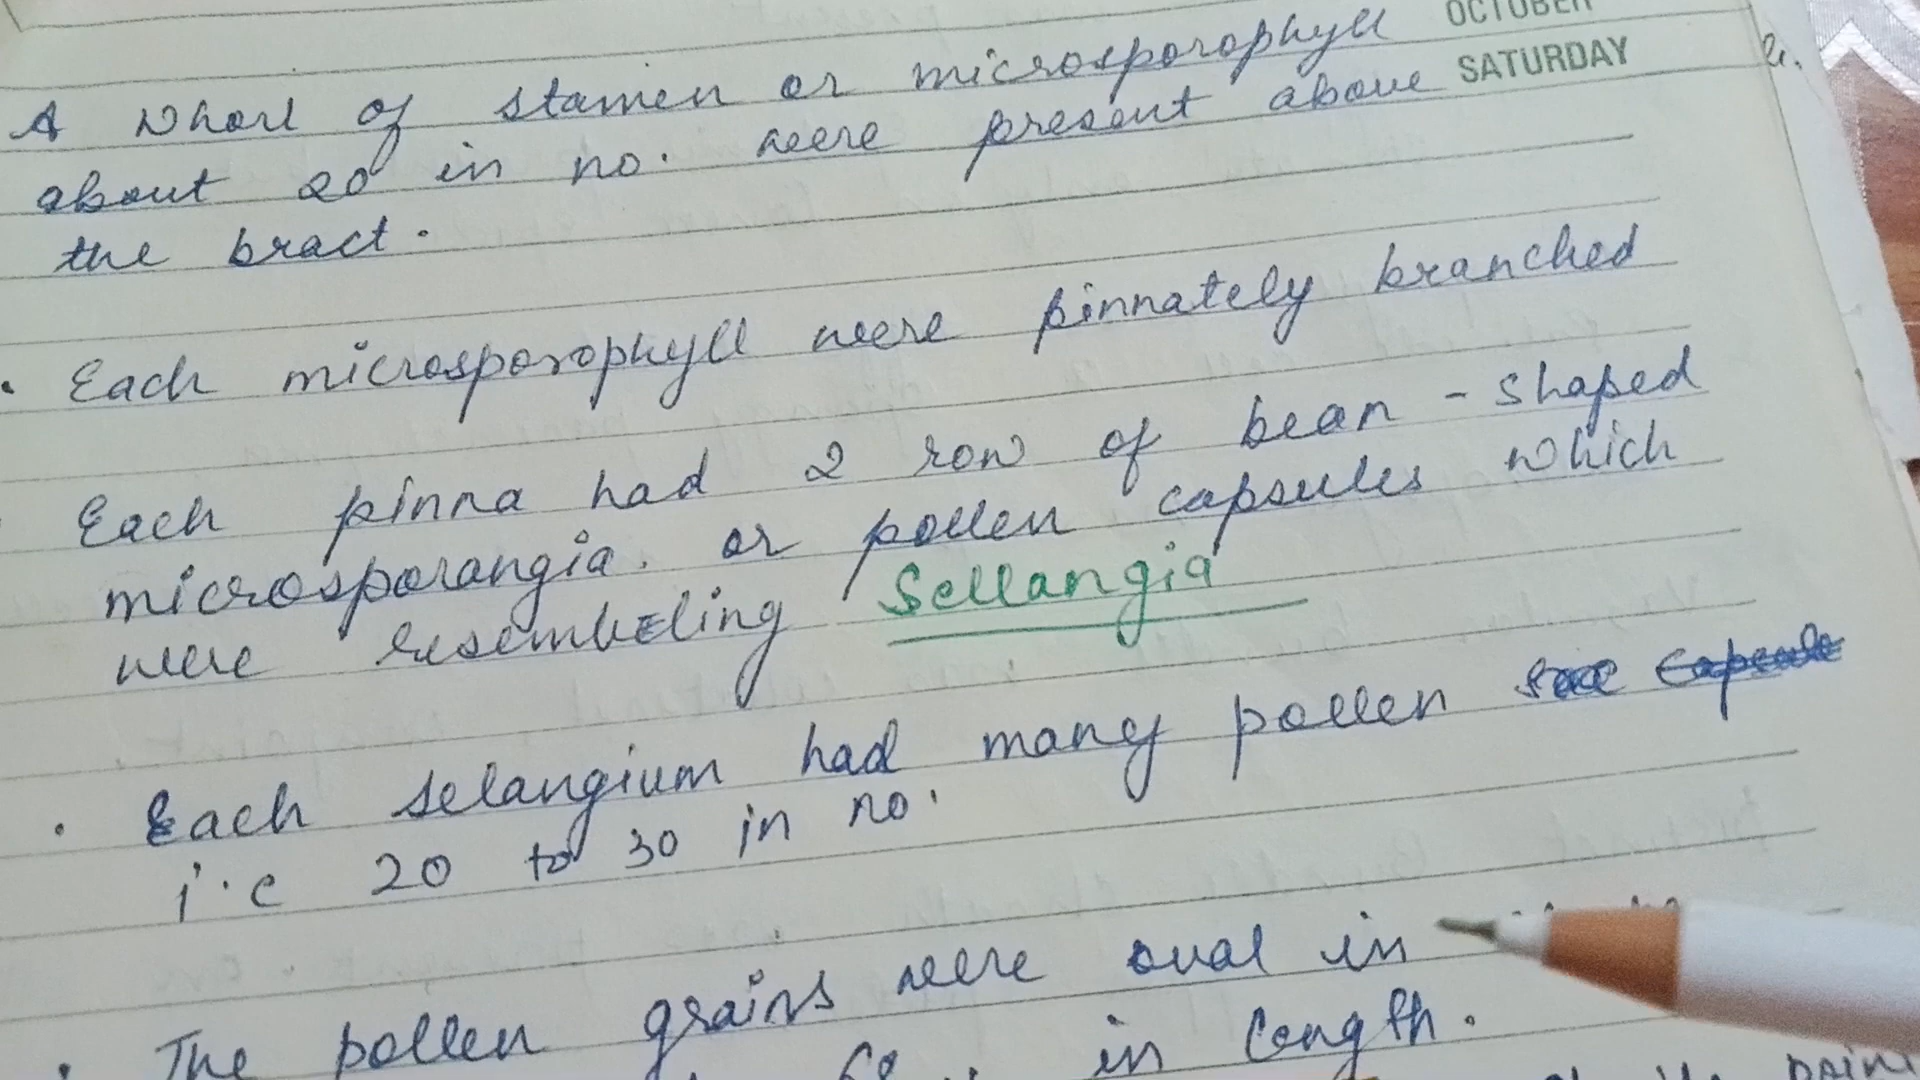 OCTOBER
SATURDAY
A whorl of stamen or microsporophyll
about 20 in no. were present above
the bract.
• Each microsporophyll were pinnately branched
Each pinna had 2 row of bean - shaped
microsporangia. or pollen capsules which
were resembeling Sellangia
• Each selangium had many pollen
i.e 20 to 30 in no.
• The pollen grains were oval in
in length.